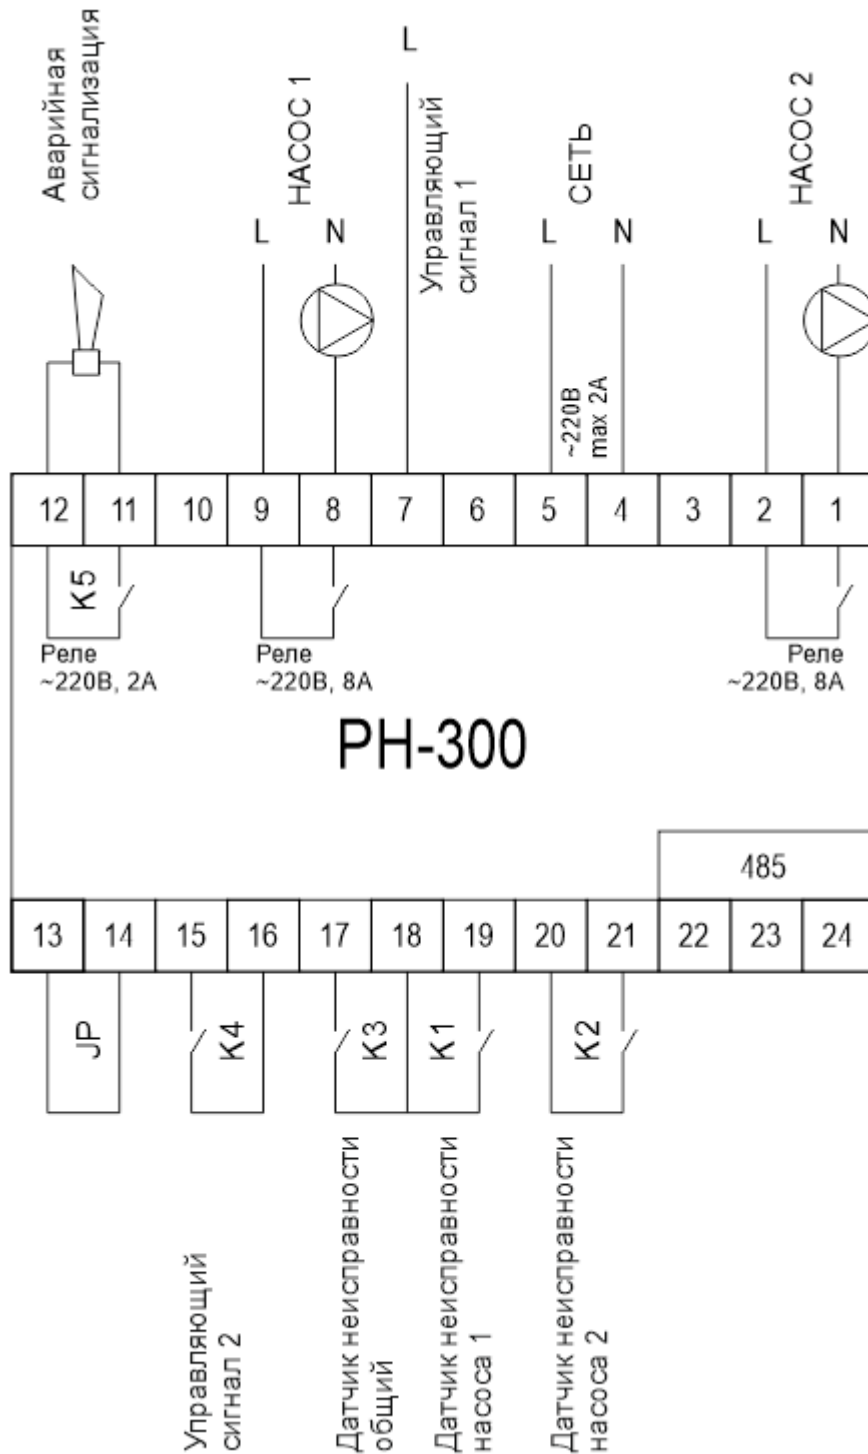 Аварийная
сигнализация
НАСОС 1
L
N
L
Управляющий
сигнал 1
СЕТЬ
L
N
~220В
max 2А
НАСОС 2
L
N
12 11 10 9 8 7 6 5 4 3 2 1
K5
Реле
~220В, 2А
Реле
~220В, 8А
Реле
~220В, 8А
РН-300
485
13 14 15 16 17 18 19 20 21 22 23 24
JP
K4
K3
K1
K2
Управляющий
сигнал 2
Датчик неисправности
общий
Датчик неисправности
насоса 1
Датчик неисправности
насоса 2